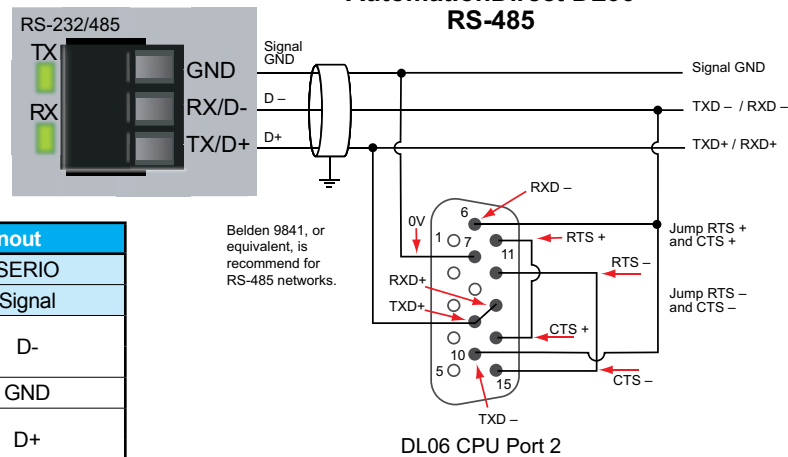 RS-485
RS-232/485
TX
RX
GND
RX/D-
TX/D+
Signal
GND
D –
D+
Signal GND
TXD – / RXD –
TXD+ / RXD+
Belden 9841, or
equivalent, is
recommend for
RS-485 networks.
0V
6
RXD –
1
7
11
RTS +
RTS –
RXD+
TXD+
CTS +
10
5
15
CTS –
TXD –
Jump RTS +
and CTS +
Jump RTS –
and CTS –
DL06 CPU Port 2
nout
SERIO
Signal
D-
GND
D+